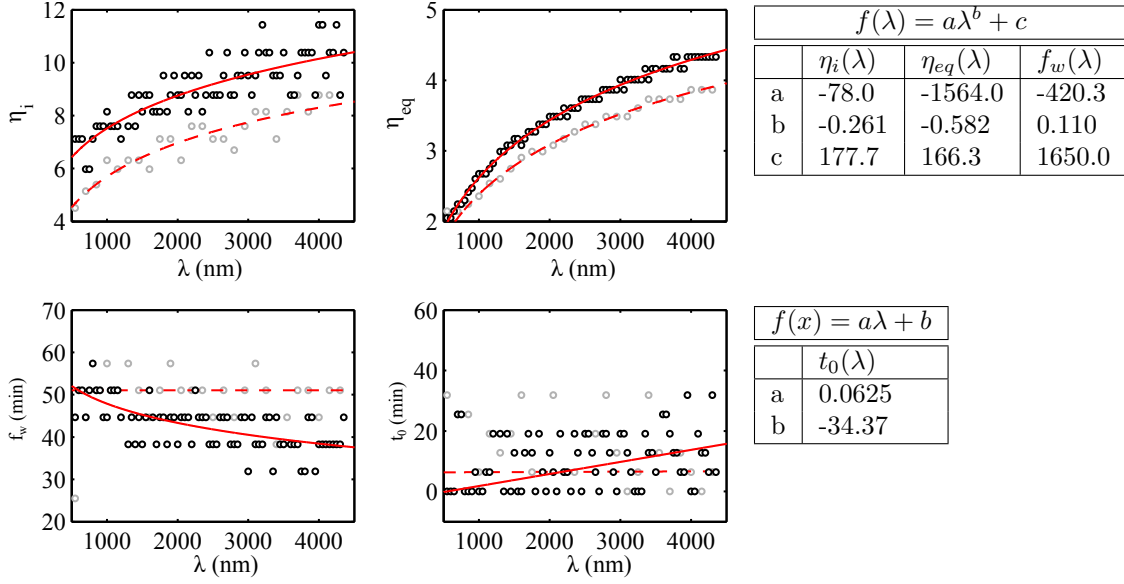 12
10
8
6
4
η_i
1000 2000 3000 4000
λ (nm)
5
4
3
2
η_eq
1000 2000 3000 4000
λ (nm)
f(λ) = aλ^b + c
η_i(λ) η_eq(λ) f_w(λ)
a -78.0 -1564.0 -420.3
b -0.261 -0.582 0.110
c 177.7 166.3 1650.0
70
60
50
40
30
20
f_w (min)
1000 2000 3000 4000
λ (nm)
60
40
20
0
t_0 (min)
1000 2000 3000 4000
λ (nm)
f(x) = aλ + b
t_0(λ)
a 0.0625
b -34.37